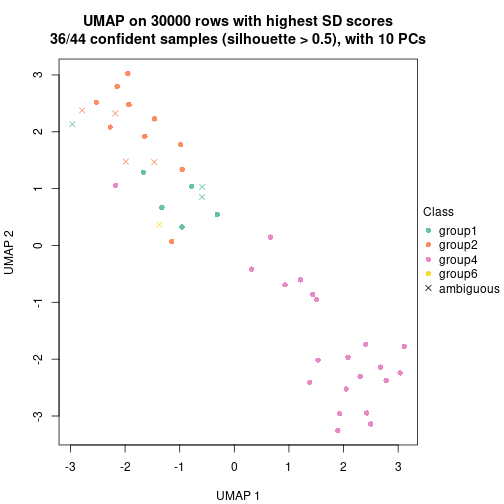 UMAP on 30000 rows with highest SD scores
36/44 confident samples (silhouette > 0.5), with 10 PCs
3
2
1
0
-1
-2
-3
UMAP 2
-3
-2
-1
0
1
2
3
UMAP 1
Class
group1
group2
group4
group6
ambiguous